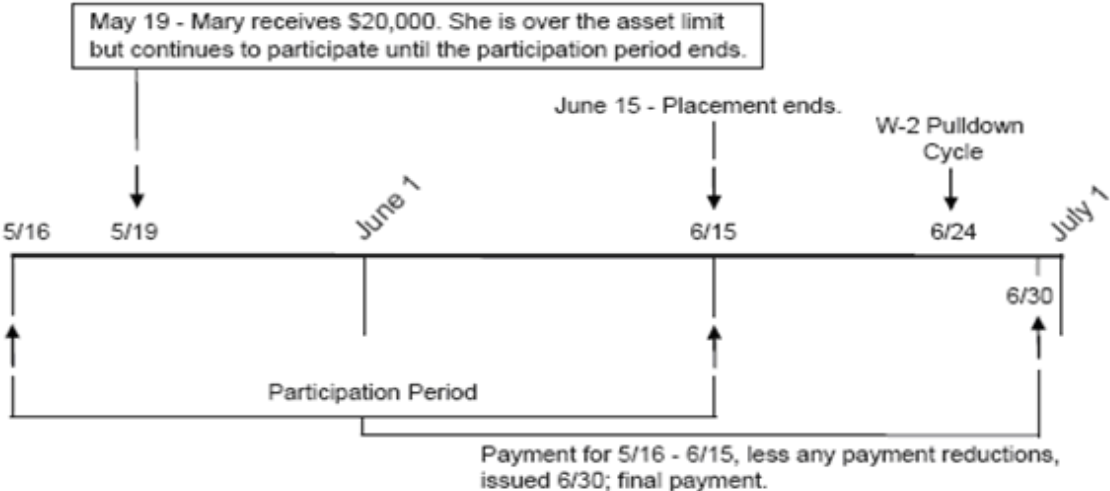 May 19 - Mary receives $20,000. She is over the asset limit
but continues to participate until the participation period ends.
June 15 - Placement ends.
W-2 Pulldown
Cycle
June 1
July 1
5/16
5/19
6/15
6/24
6/30
Participation Period
Payment for 5/16 - 6/15, less any payment reductions,
issued 6/30; final payment.